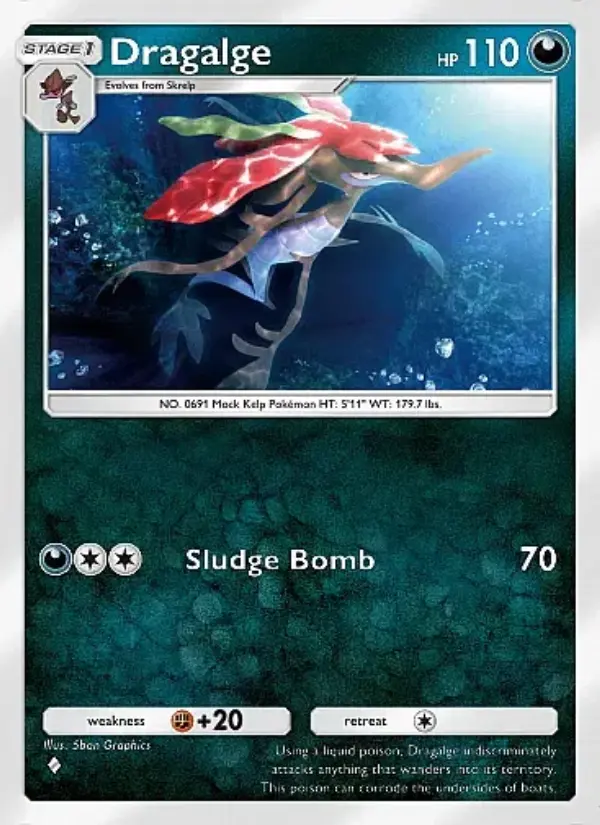 STAGE 1 Dragalge HP 110
Evolves from Skrelp
NO. 0691 Mock Kelp Pokémon HT: 5'11" WT: 179.7 lbs.
Sludge Bomb 70
weakness +20 retreat
Illus. 5ban Graphics
Using a liquid poison, Dragalge indiscriminately
attacks anything that wanders into its territory.
This poison can corrode the undersides of boats.